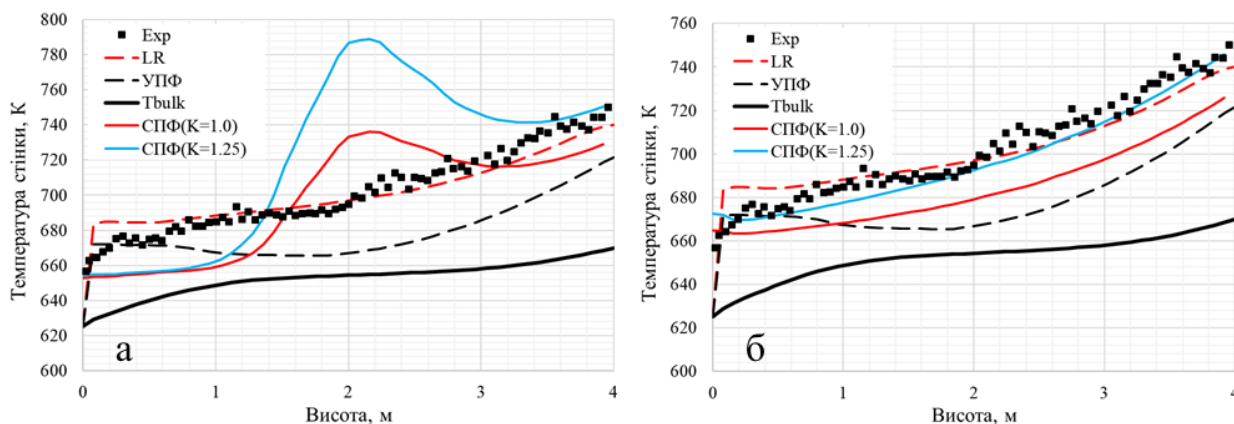 800
780
760
740
720
700
680
660
640
620
600
Температура стінки, К
Exp
LR
УПФ
Tbulk
СПФ(K=1.0)
СПФ(K=1.25)
а
0
1
2
3
4
Висота, м
760
740
720
700
680
660
640
620
600
Температура стінки, К
Exp
LR
УПФ
Tbulk
СПФ(K=1.0)
СПФ(K=1.25)
б
0
1
2
3
4
Висота, м